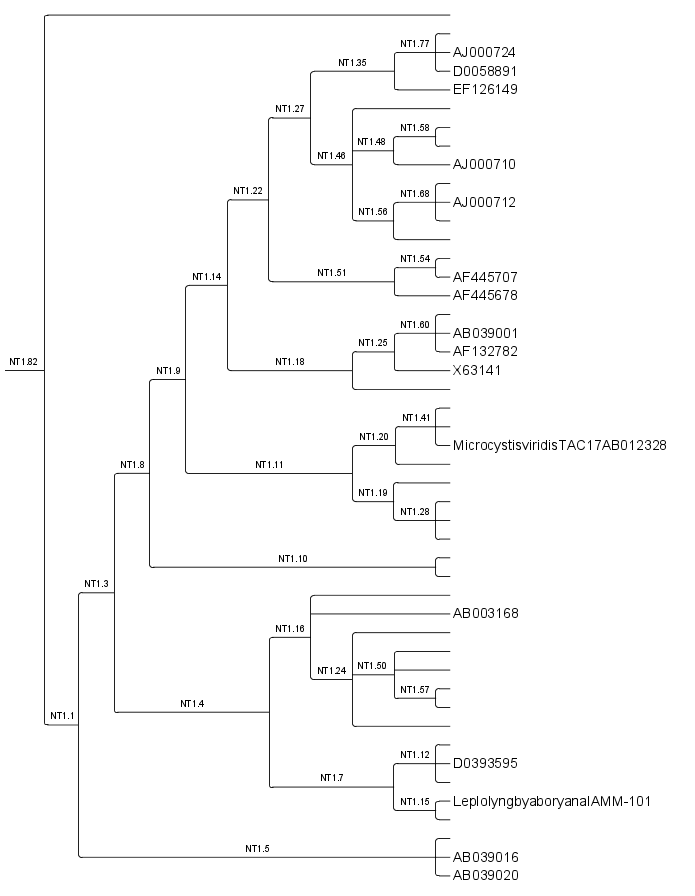 NT1.77
AJ000724
NT1.35
D0058891
EF126149
NT1.27
NT1.58
NT1.48
NT1.46
AJ000710
NT1.68
NT1.22
AJ000712
NT1.56
NT1.54
NT1.51
AF445707
NT1.14
AF445678
NT1.60
AB039001
NT1.25
AF132782
NT1.82
NT1.18
X63141
NT1.9
NT1.41
NT1.20
MicrocystisviridisTAC17AB012328
NT1.8
NT1.11
NT1.19
NT1.28
NT1.10
NT1.3
AB003168
NT1.16
NT1.24
NT1.50
NT1.57
NT1.4
NT1.1
NT1.12
D0393595
NT1.7
NT1.15
LeplolyngbyaboryanalAMM-101
NT1.5
AB039016
AB039020